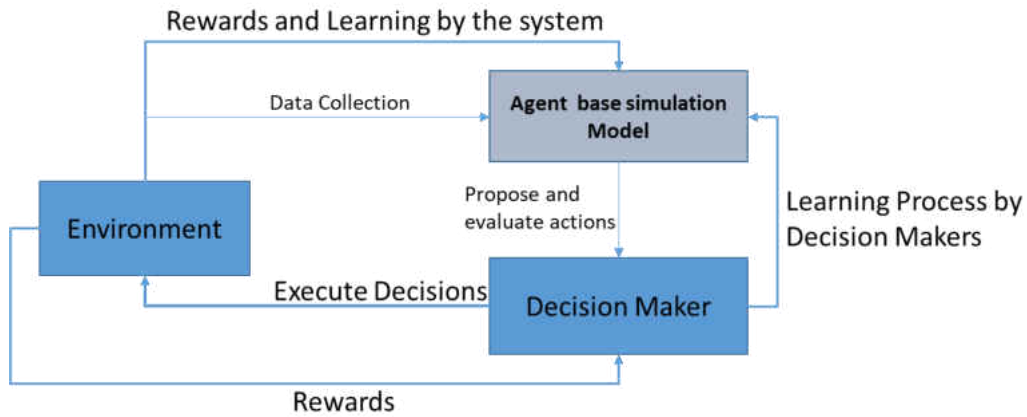 Rewards and Learning by the system
Data Collection
Agent base simulation
Model
Propose and
evaluate actions
Learning Process by
Decision Makers
Environment
Execute Decisions
Decision Maker
Rewards